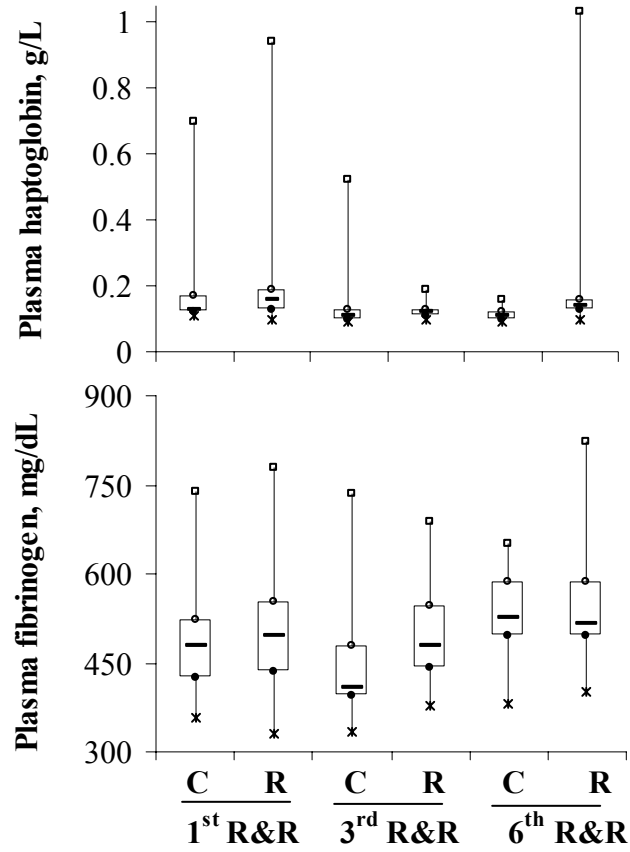 Plasma haptoglobin, g/L
1
0.8
0.6
0.4
0.2
0
Plasma fibrinogen, mg/dL
900
750
600
450
300
C R C R C R
1st R&R 3rd R&R 6th R&R